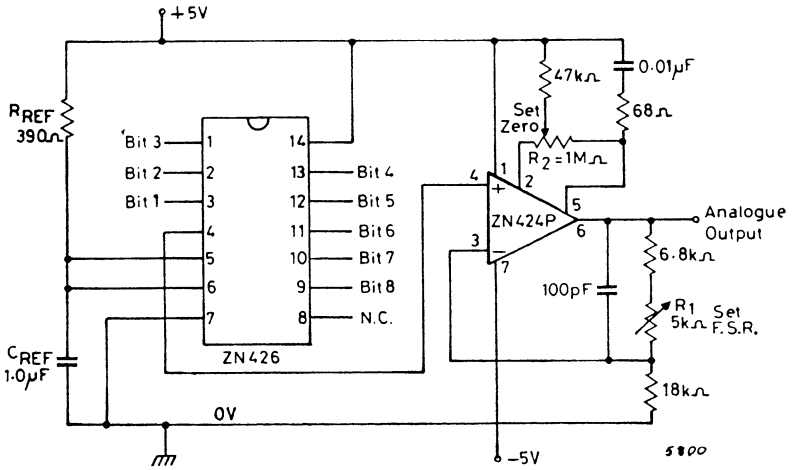 +5V
RREF
390Ω
CREF
1.0µF
'Bit 3
Bit 2
Bit 1
1
2
3
4
5
6
7
14
13
12
11
10
9
8
Bit 4
Bit 5
Bit 6
Bit 7
Bit 8
N.C.
ZN426
0V
47kΩ
0.01µF
68Ω
Set
Zero
R2 = 1MΩ
4
+
1
2
5
ZN424P
6
3
−
7
100pF
Analogue
Output
6.8kΩ
R1
5kΩ
Set
F.S.R.
18kΩ
−5V
5800